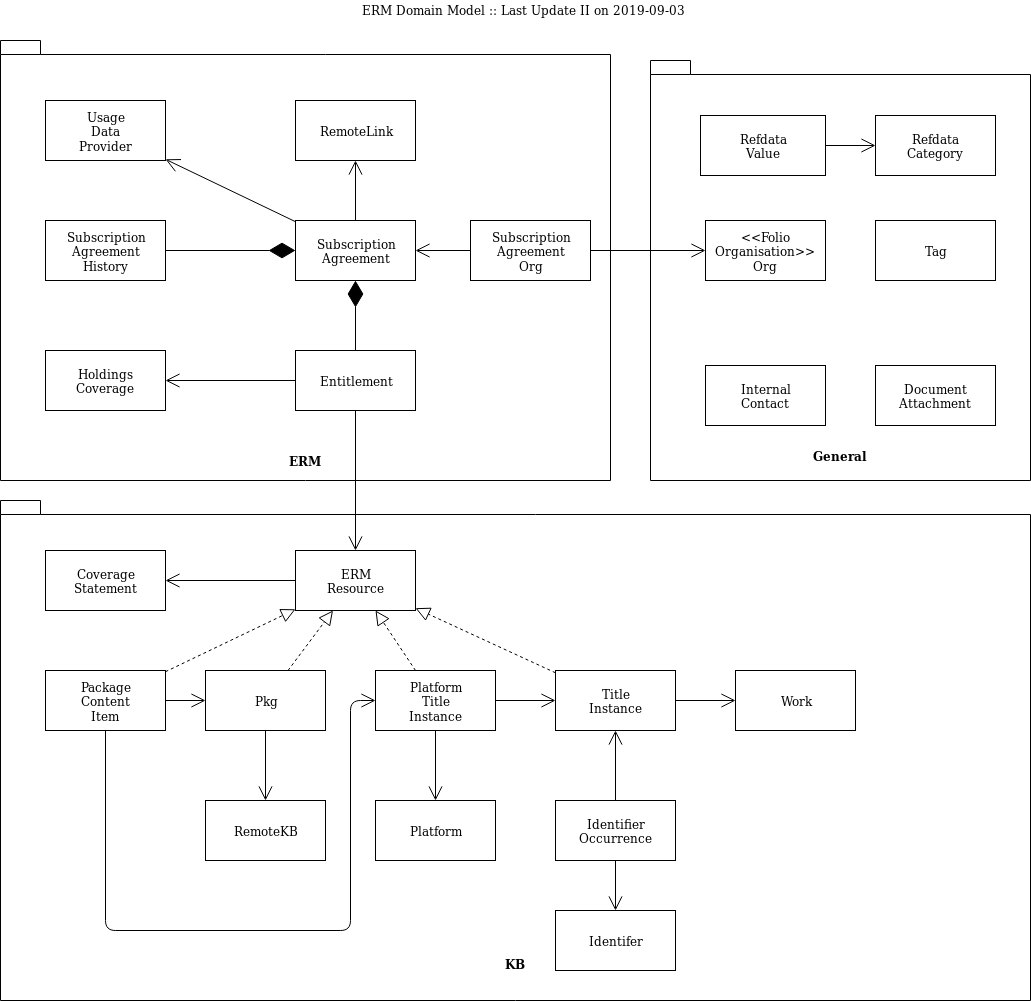 ERM Domain Model :: Last Update II on 2019-09-03
Usage
Data
Provider
RemoteLink
Subscription
Agreement
History
Subscription
Agreement
Subscription
Agreement
Org
Holdings
Coverage
Entitlement
ERM
Refdata
Value
Refdata
Category
<<Folio
Organisation>>
Org
Tag
Internal
Contact
Document
Attachment
General
Coverage
Statement
ERM
Resource
Package
Content
Item
Pkg
Platform
Title
Instance
Title
Instance
Work
RemoteKB
Platform
Identifier
Occurrence
Identifer
KB